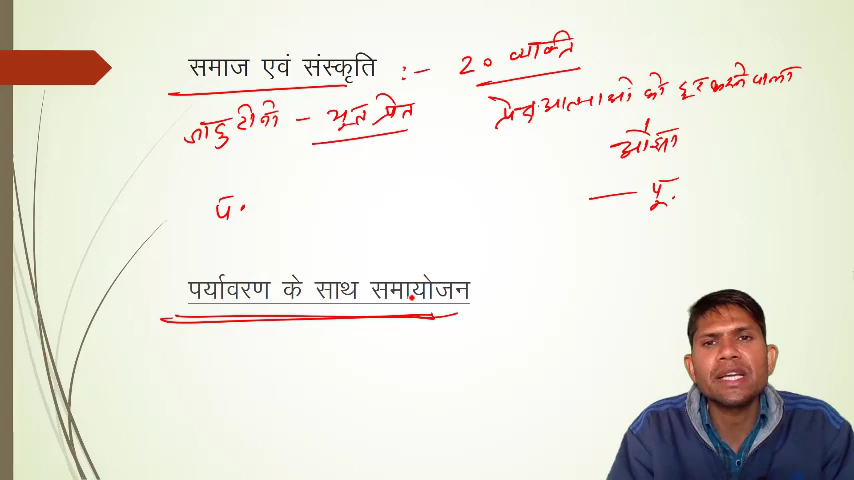 समाज एवं संस्कृति :- 20 व्यक्ति
जादु टोने - भूत प्रेत
प्रेत आत्माओ को दूर करने वाला
ओझा
प.
— पू.
पर्यावरण के साथ समायोजन